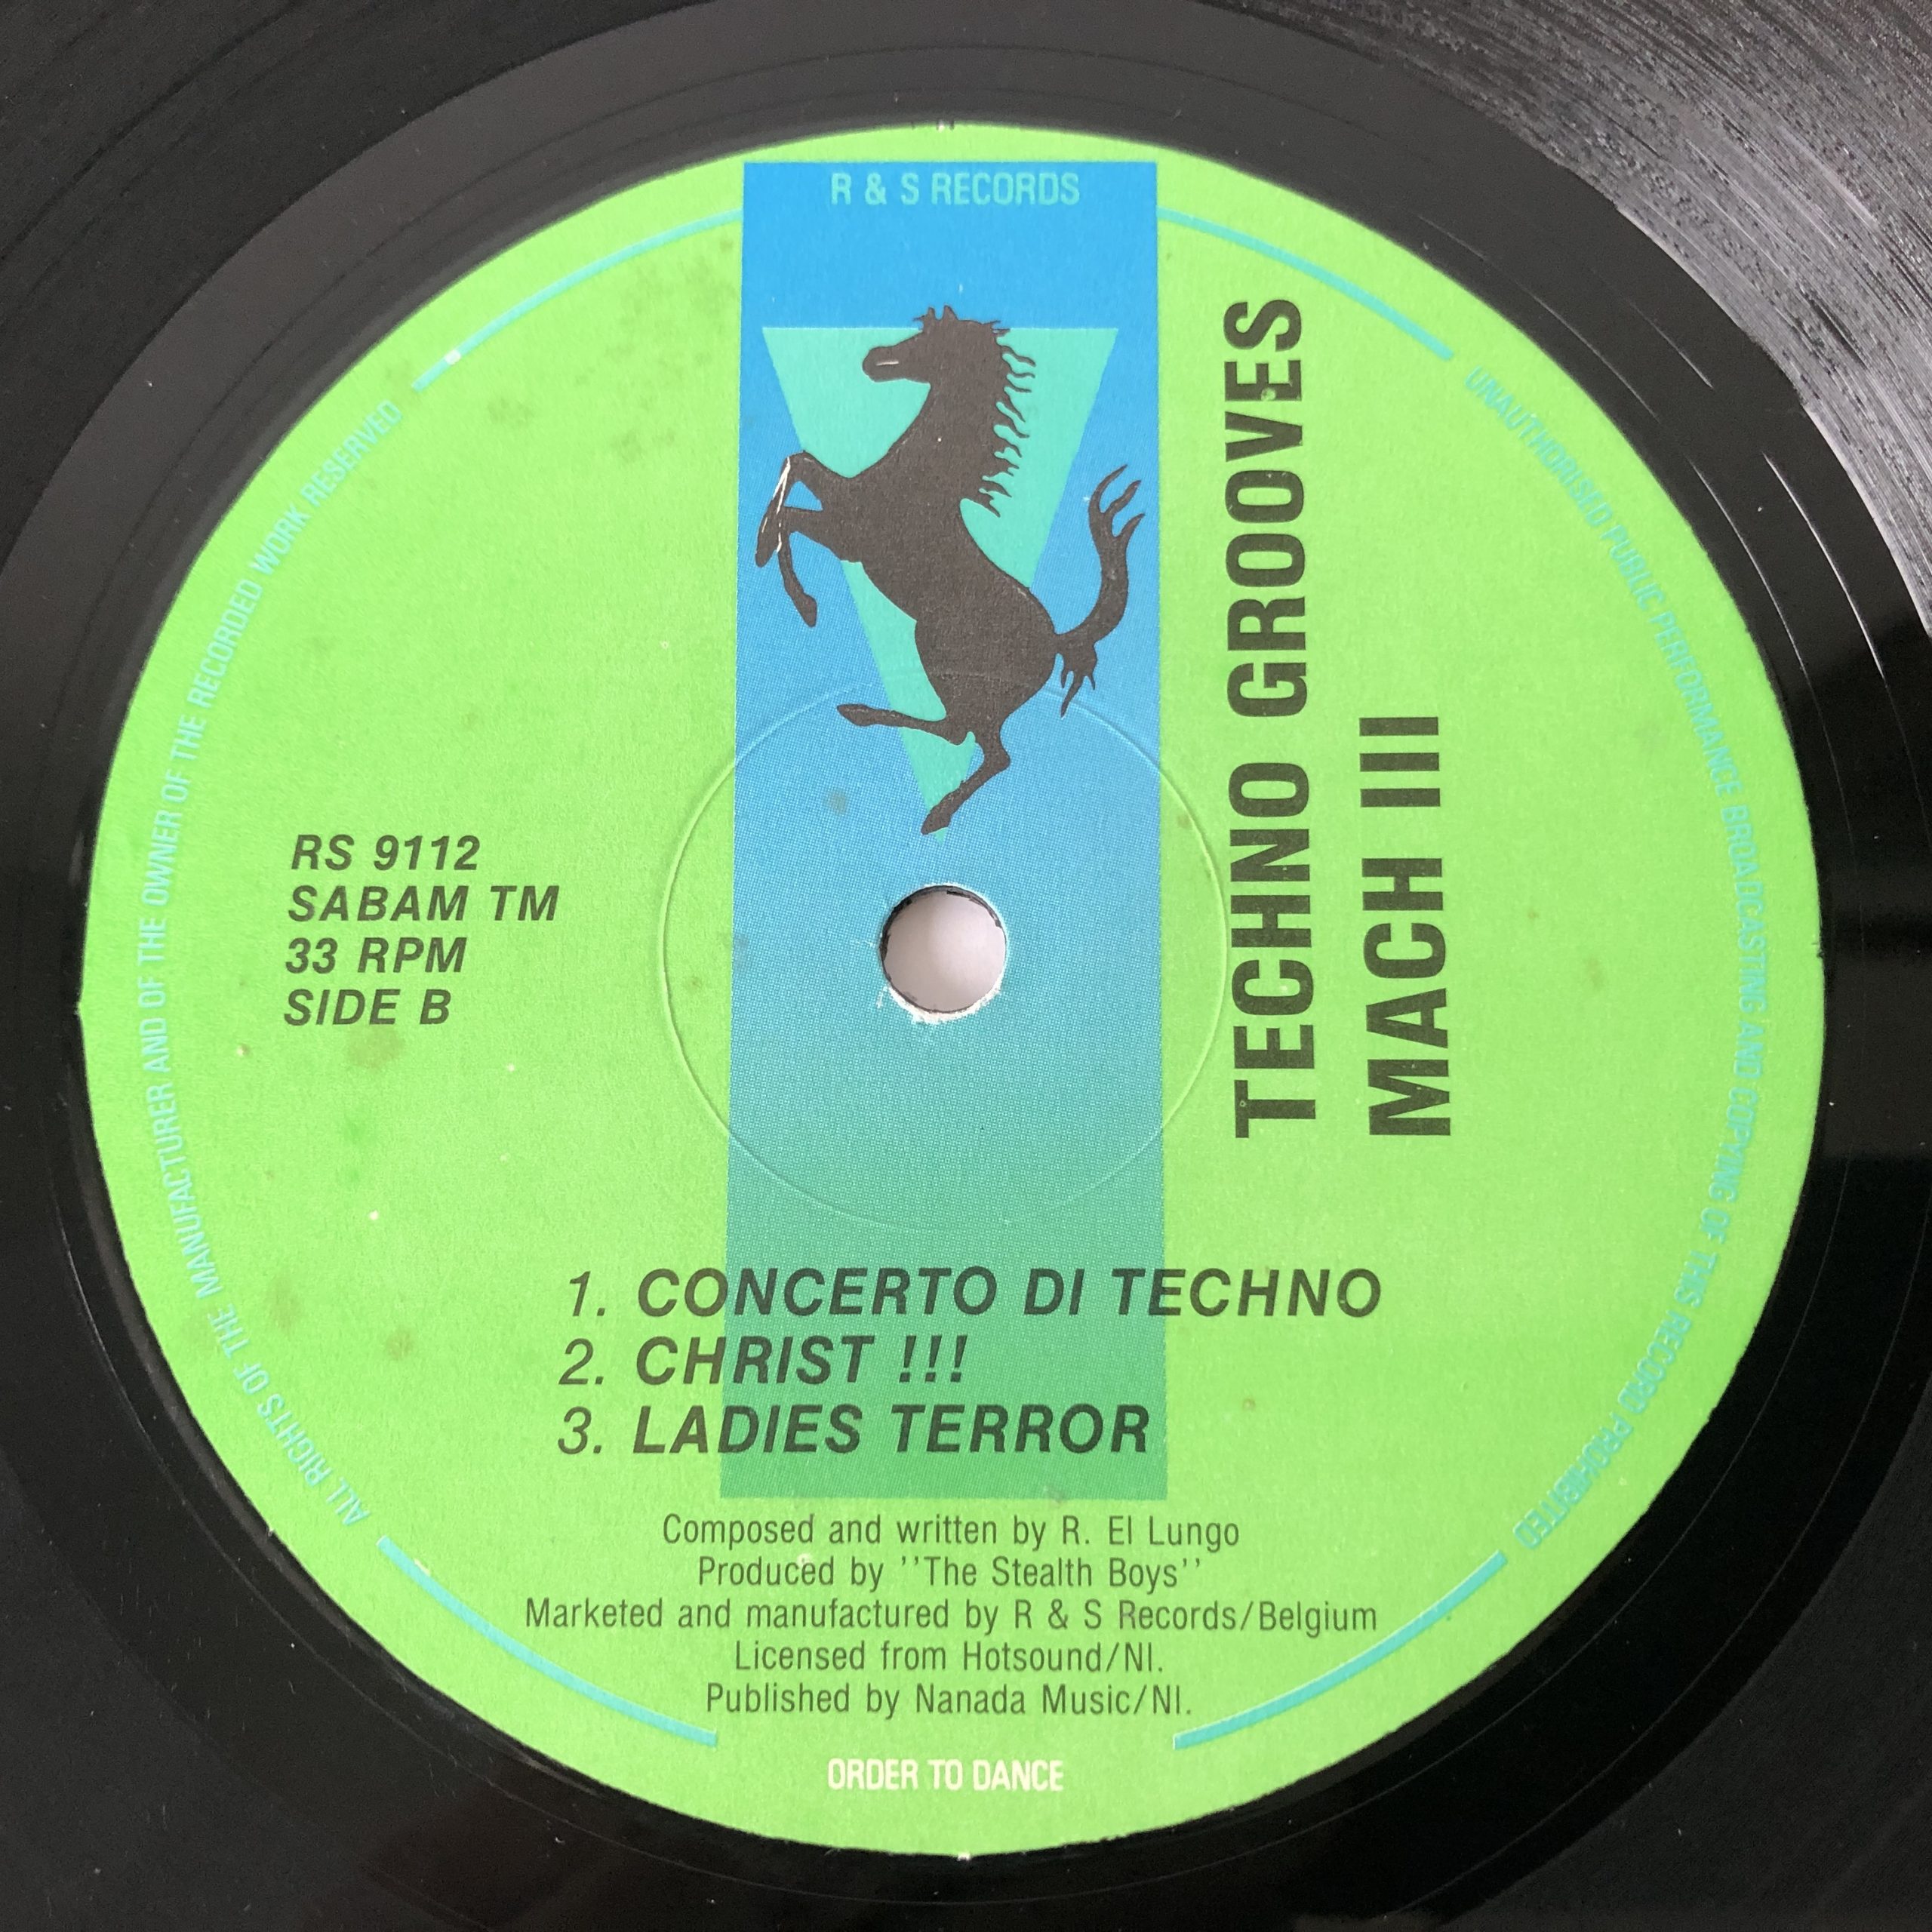 R & S RECORDS
TECHNO GROOVES
MACH III
RS 9112
SABAM TM
33 RPM
SIDE B
1. CONCERTO DI TECHNO
2. CHRIST !!!
3. LADIES TERROR
Composed and written by R. El Lungo
Produced by ''The Stealth Boys''
Marketed and manufactured by R & S Records/Belgium
Licensed from Hotsound/Nl.
Published by Nanada Music/Nl.
ORDER TO DANCE
ALL RIGHTS OF THE MANUFACTURER AND OF THE OWNER OF THE RECORDED WORK RESERVED
UNAUTHORISED PUBLIC PERFORMANCE BROADCASTING AND COPYING OF THIS RECORD PROHIBITED